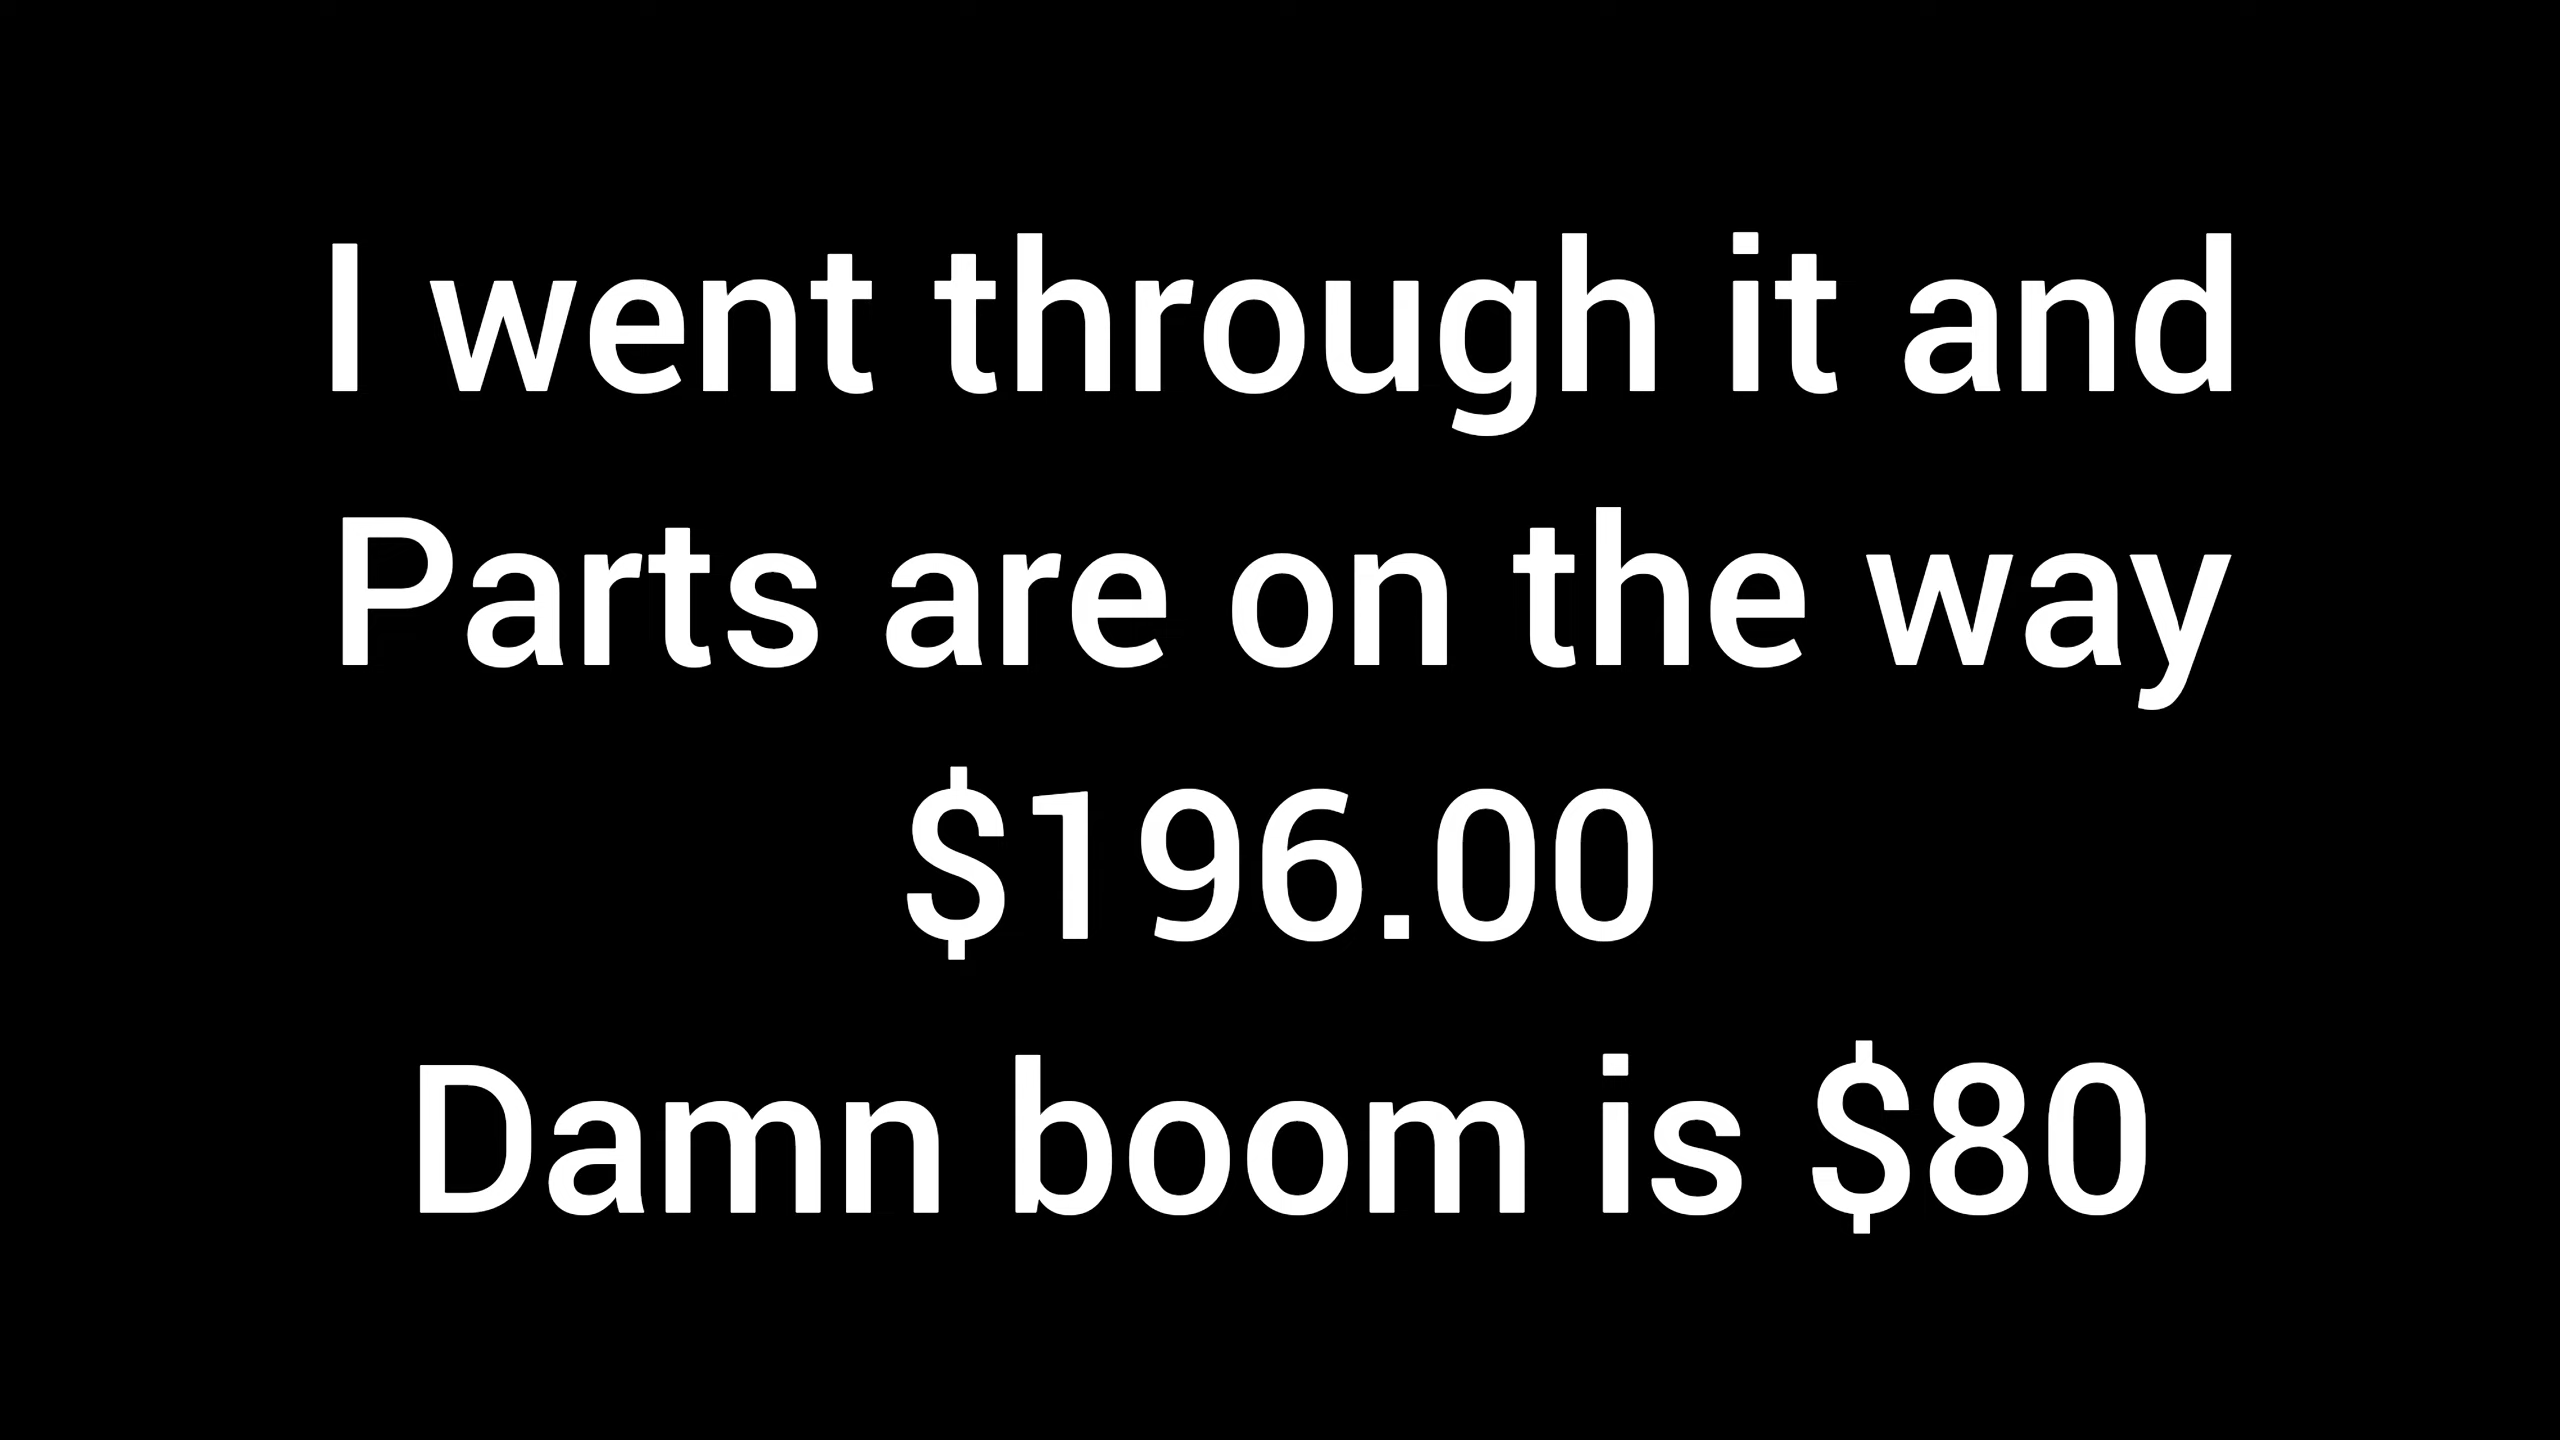 I went through it and
Parts are on the way
$196.00
Damn boom is $80